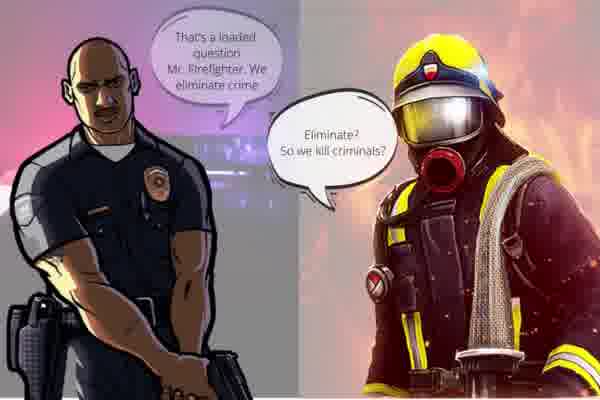 That's a loaded
question
Mr. Firefighter. We
eliminate crime
Eliminate?
So we kill criminals?